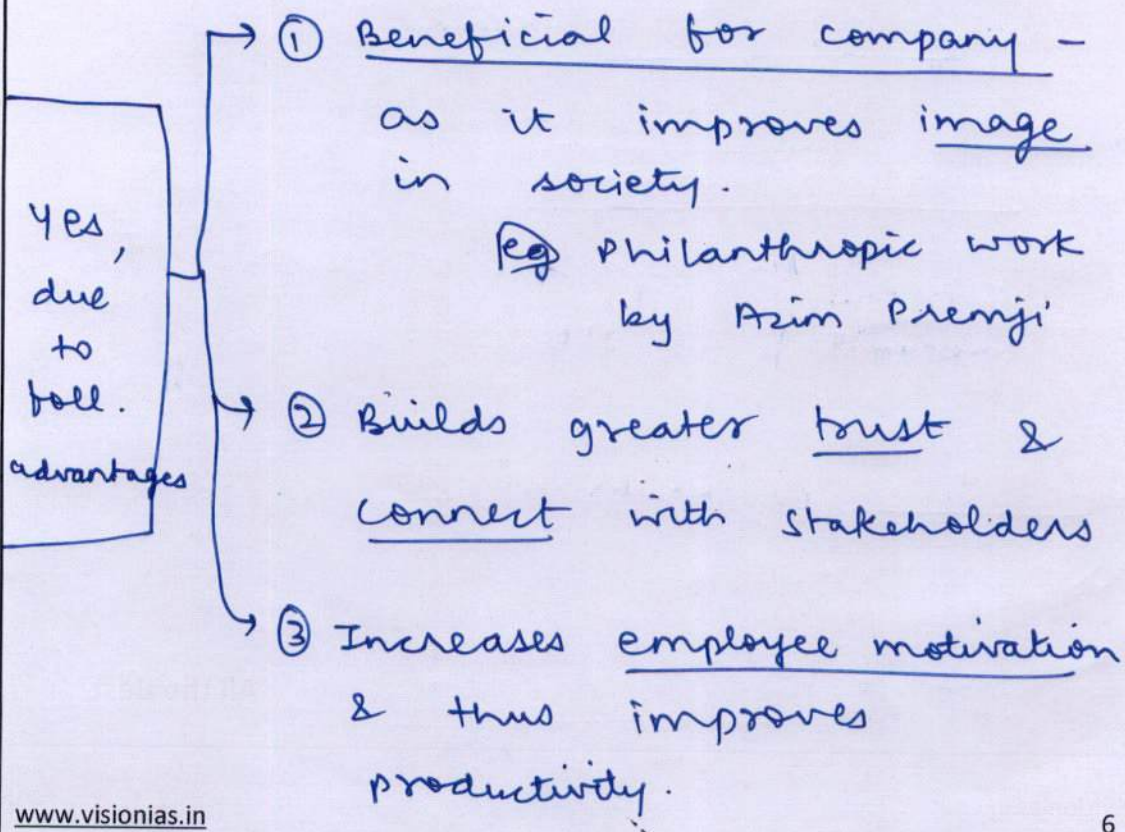 ① Beneficial for company -
as it improves image
in society.
eg Philanthropic work
by Azim Premji
Yes,
due
to
foll.
advantages
② Builds greater trust &
connect with stakeholders
③ Increases employee motivation
& thus improves
productivity.
www.visionias.in
6